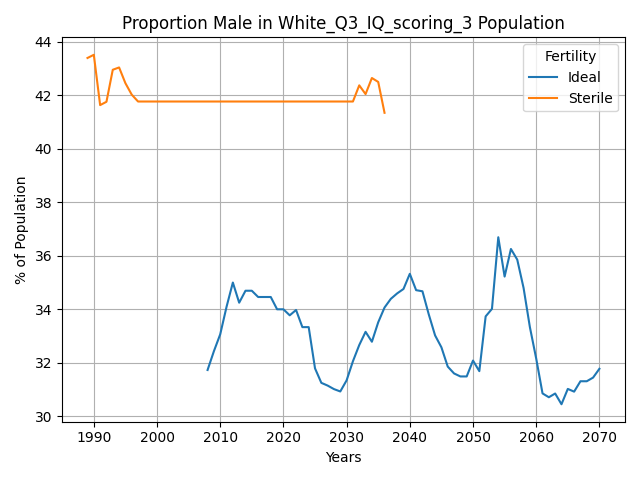 Proportion Male in White_Q3_IQ_scoring_3 Population
% of Population
44
42
40
38
36
34
32
30
Fertility
Ideal
Sterile
1990
2000
2010
2020
2030
2040
2050
2060
2070
Years